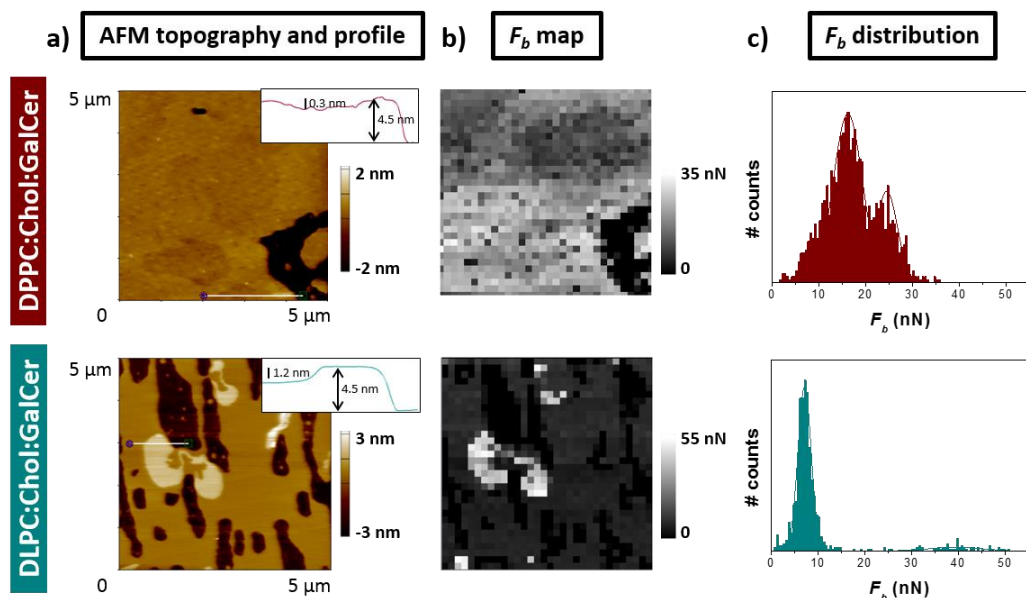 a) AFM topography and profile b) F_b map c) F_b distribution
DPPC:Chol:GalCer
5 µm
0.3 nm
4.5 nm
2 nm
-2 nm
0
5 µm
35 nN
0
# counts
0 10 20 30 40 50
F_b (nN)
DLPC:Chol:GalCer
5 µm
1.2 nm
4.5 nm
3 nm
-3 nm
0
5 µm
55 nN
0
# counts
0 10 20 30 40 50
F_b (nN)